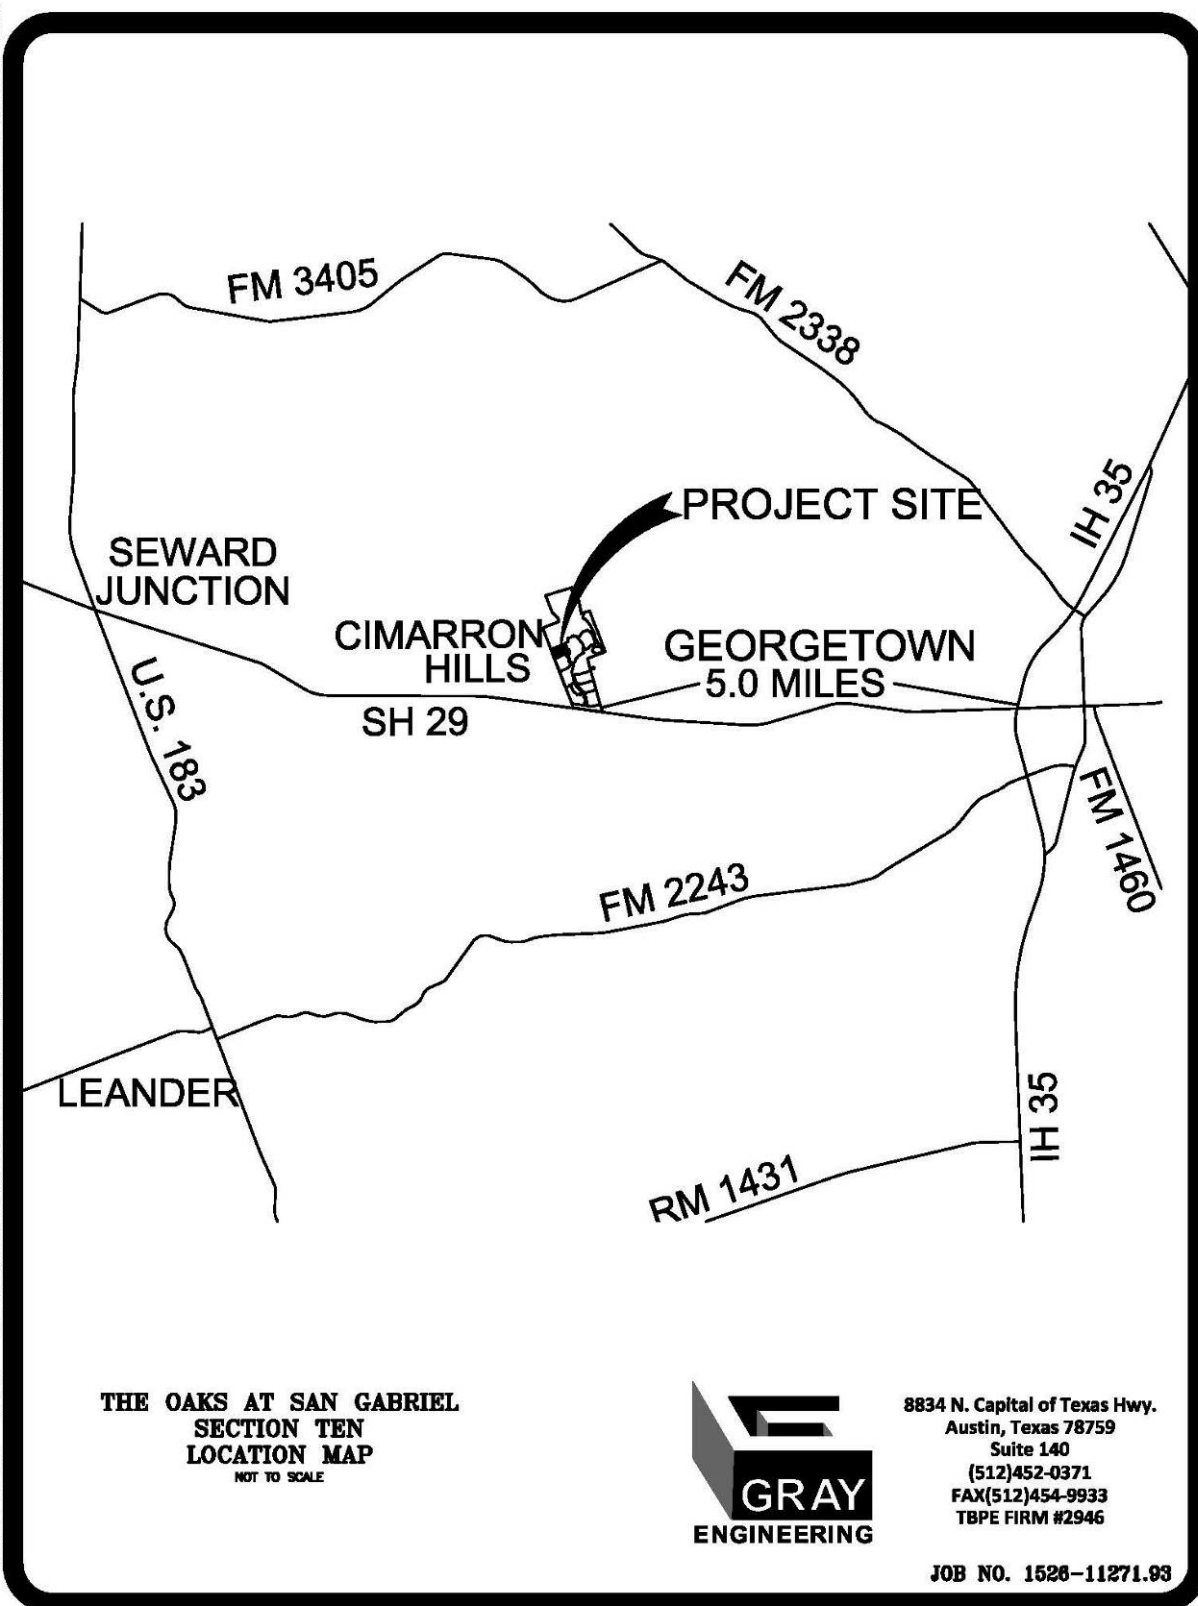 FM 3405
FM 2338
IH 35
PROJECT SITE
SEWARD
JUNCTION
CIMARRON
HILLS
GEORGETOWN
5.0 MILES
U.S. 183
SH 29
FM 1460
FM 2243
LEANDER
IH 35
RM 1431
THE OAKS AT SAN GABRIEL
SECTION TEN
LOCATION MAP
NOT TO SCALE
GRAY
ENGINEERING
8834 N. Capital of Texas Hwy.
Austin, Texas 78759
Suite 140
(512)452-0371
FAX(512)454-9933
TBPE FIRM #2946
JOB NO. 1526-11271.93